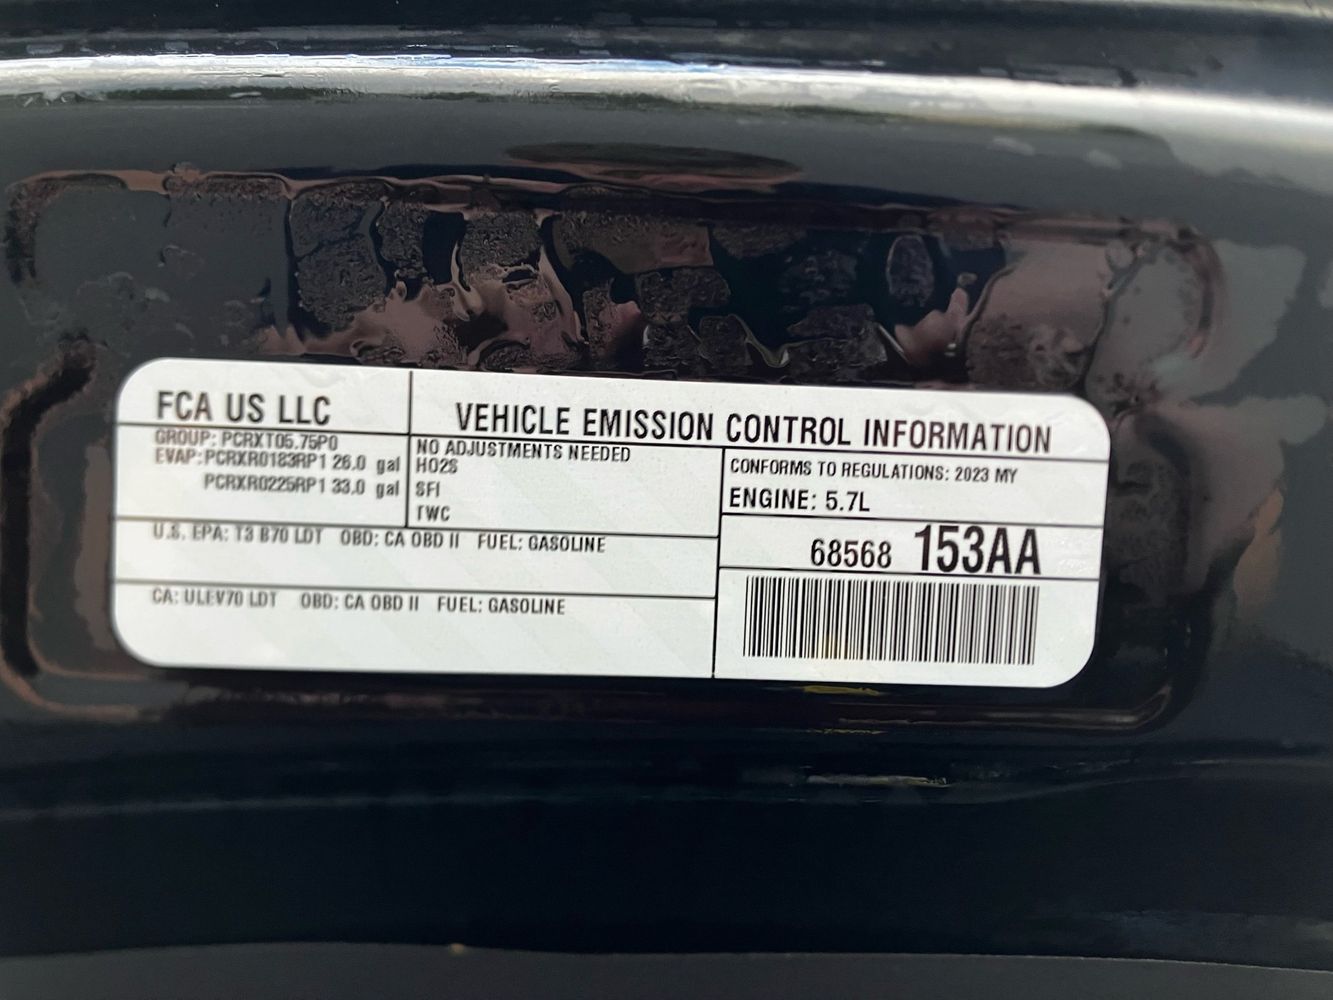 FCA US LLC
VEHICLE EMISSION CONTROL INFORMATION
GROUP: PCRXT05.75P0
EVAP:PCRXR0183RP1 26.0 gal
PCRXR0225RP1 33.0 gal
NO ADJUSTMENTS NEEDED
HO2S
SFI
TWC
CONFORMS TO REGULATIONS: 2023 MY
ENGINE: 5.7L
U.S. EPA: T3 B70 LDT OBD: CA OBD II FUEL: GASOLINE
68568 153AA
CA: ULEV70 LDT OBD: CA OBD II FUEL: GASOLINE